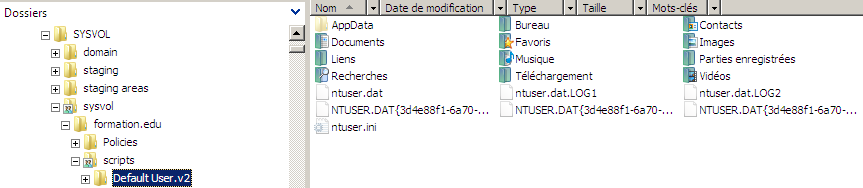 Dossiers
SYSVOL
domain
staging
staging areas
sysvol
formation.edu
Policies
scripts
Default User.v2
Nom Date de modification Type Taille Mots-clés
AppData Bureau Contacts
Documents Favoris Images
Liens Musique Parties enregistrées
Recherches Téléchargement Vidéos
ntuser.dat ntuser.dat.LOG1 ntuser.dat.LOG2
NTUSER.DAT{3d4e88f1-6a70-... NTUSER.DAT{3d4e88f1-6a70-... NTUSER.DAT{3d4e88f1-6a70-...
ntuser.ini